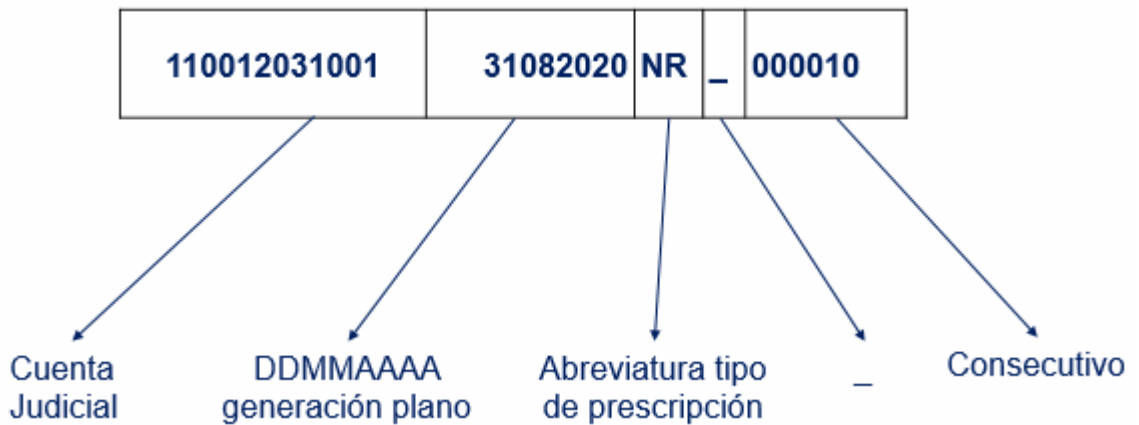 110012031001 31082020 NR _ 000010
Cuenta Judicial
DDMMAAAA generación plano
Abreviatura tipo de prescripción
_
Consecutivo